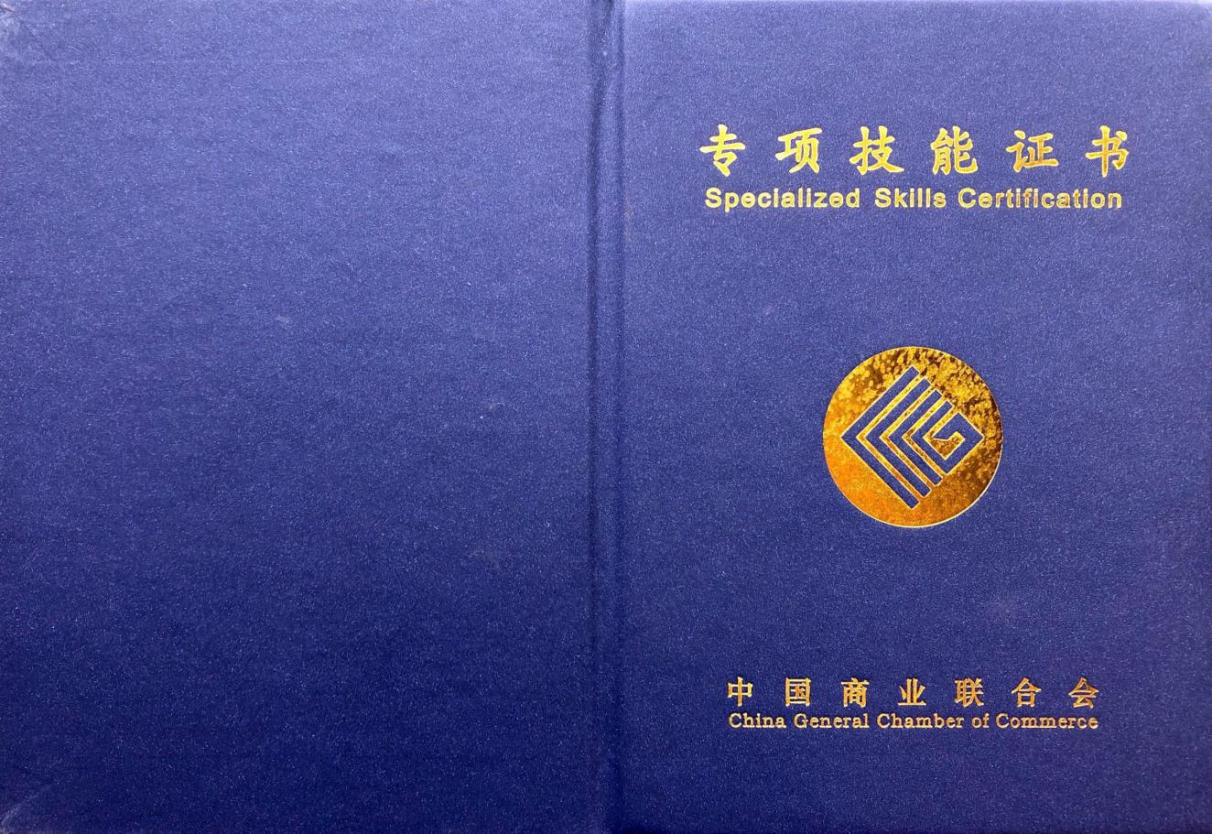 专项技能证书
Specialized Skills Certification
中国商业联合会
China General Chamber of Commerce